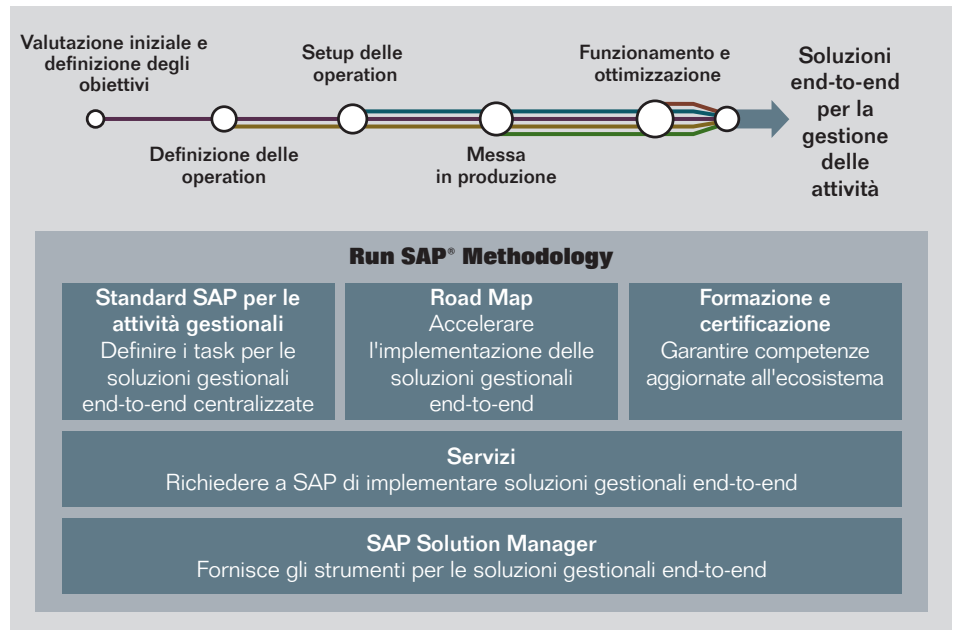 Valutazione iniziale e
definizione degli
obiettivi
Setup delle
operation
Funzionamento e
ottimizzazione
Soluzioni
end-to-end
per la
gestione
delle
attività
Definizione delle
operation
Messa
in produzione
Run SAP® Methodology
Standard SAP per le
attività gestionali
Definire i task per le
soluzioni gestionali
end-to-end centralizzate
Road Map
Accelerare
l'implementazione delle
soluzioni gestionali
end-to-end
Formazione e
certificazione
Garantire competenze
aggiornate all'ecosistema
Servizi
Richiedere a SAP di implementare soluzioni gestionali end-to-end
SAP Solution Manager
Fornisce gli strumenti per le soluzioni gestionali end-to-end